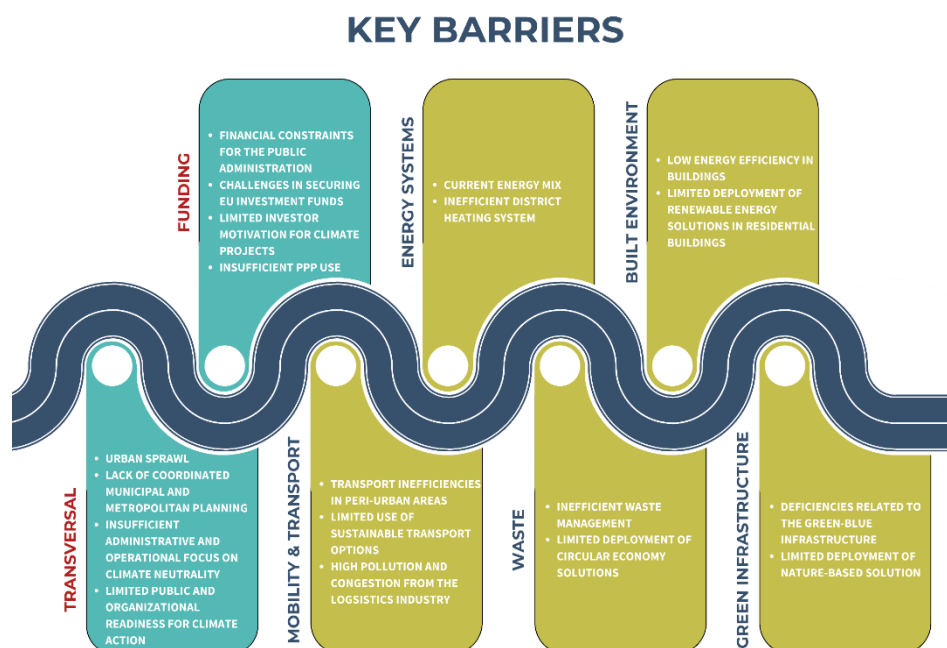 KEY BARRIERS
FUNDING
• FINANCIAL CONSTRAINTS
FOR THE PUBLIC
ADMINISTRATION
• CHALLENGES IN SECURING
EU INVESTMENT FUNDS
• LIMITED INVESTOR
MOTIVATION FOR CLIMATE
PROJECTS
• INSUFFICIENT PPP USE
ENERGY SYSTEMS
• CURRENT ENERGY MIX
• INEFFICIENT DISTRICT
HEATING SYSTEM
BUILT ENVIRONMENT
• LOW ENERGY EFFICIENCY IN
BUILDINGS
• LIMITED DEPLOYMENT OF
RENEWABLE ENERGY
SOLUTIONS IN RESIDENTIAL
BUILDINGS
TRANSVERSAL
• URBAN SPRAWL
• LACK OF COORDINATED
MUNICIPAL AND
METROPOLITAN PLANNING
• INSUFFICIENT
ADMINISTRATIVE AND
OPERATIONAL FOCUS ON
CLIMATE NEUTRALITY
• LIMITED PUBLIC AND
ORGANIZATIONAL
READINESS FOR CLIMATE
ACTION
MOBILITY & TRANSPORT
• TRANSPORT INEFFICIENCIES
IN PERI-URBAN AREAS
• LIMITED USE OF
SUSTAINABLE TRANSPORT
OPTIONS
• HIGH POLLUTION AND
CONGESTION FROM THE
LOGSISTICS INDUSTRY
WASTE
• INEFFICIENT WASTE
MANAGEMENT
• LIMITED DEPLOYMENT OF
CIRCULAR ECONOMY
SOLUTIONS
GREEN INFRASTRUCTURE
• DEFICIENCIES RELATED TO
THE GREEN-BLUE
INFRASTRUCTURE
• LIMITED DEPLOYMENT OF
NATURE-BASED SOLUTION